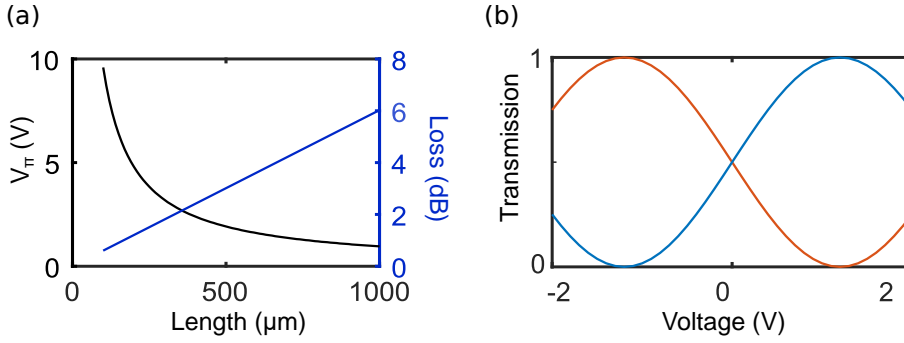 (a)
10
5
0
V_π (V)
0
500
1000
Length (μm)
8
6
4
2
0
Loss (dB)
(b)
1
0
Transmission
-2
0
2
Voltage (V)